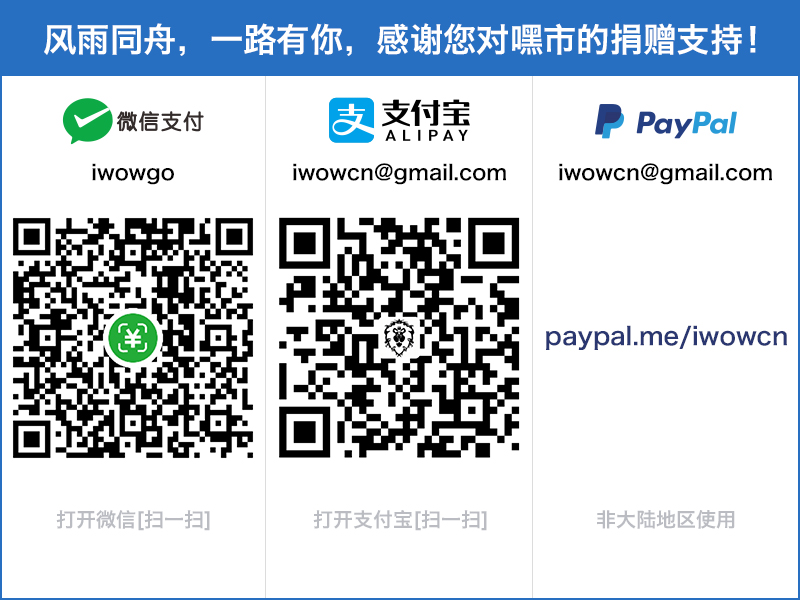 风雨同舟，一路有你，感谢您对嘿市的捐赠支持！
微信支付
iwowgo
打开微信[扫一扫]
支付宝
ALIPAY
iwowcn@gmail.com
打开支付宝[扫一扫]
PayPal
iwowcn@gmail.com
paypal.me/iwowcn
非大陆地区使用